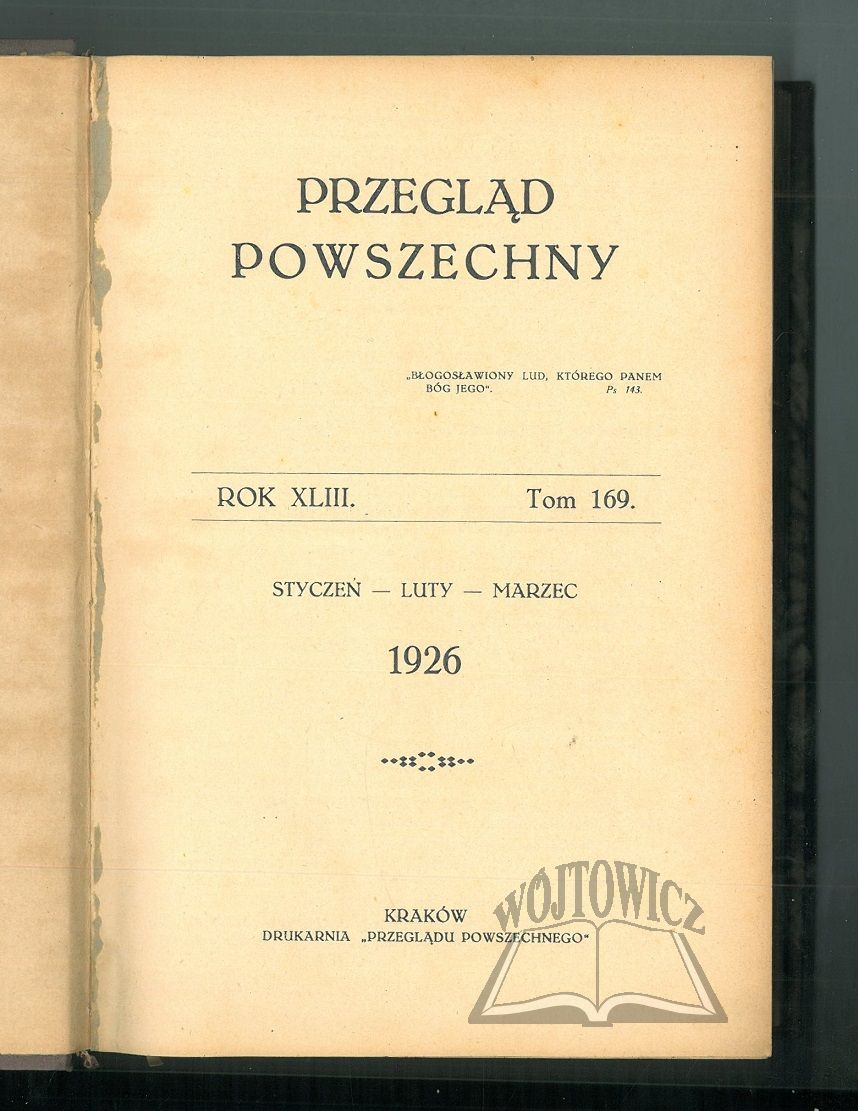 PRZEGLĄD
POWSZECHNY
„BŁOGOSŁAWIONY LUD, KTÓREGO PANEM
BÓG JEGO“. Ps 143.
ROK XLIII. Tom 169.
STYCZEŃ — LUTY — MARZEC
1926
KRAKÓW
DRUKARNIA „PRZEGLĄDU POWSZECHNEGO“
WÓJTOWICZ